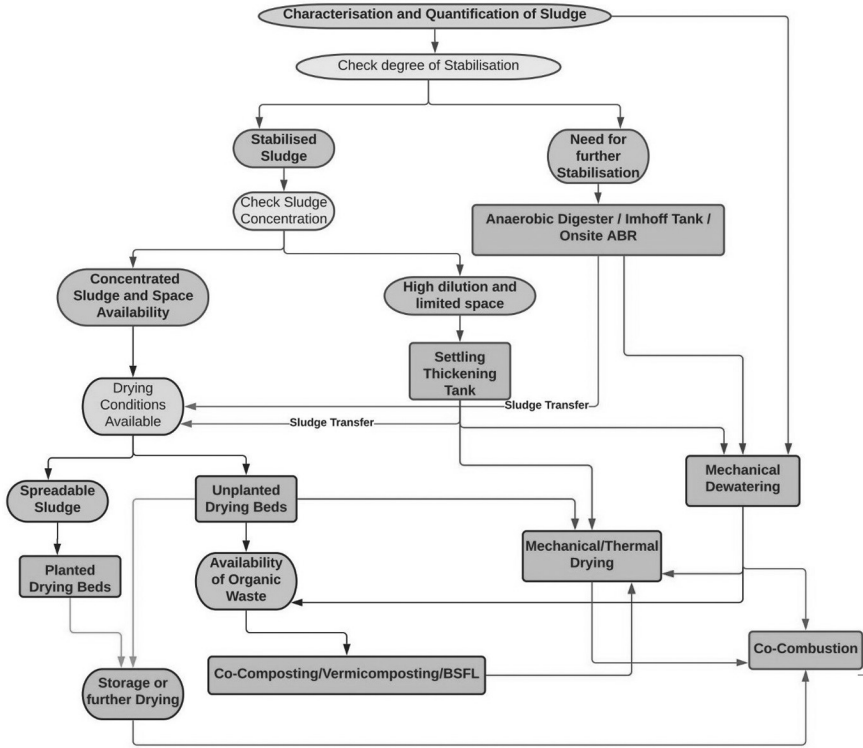 Characterisation and Quantification of Sludge
Check degree of Stabilisation
Stabilised
Sludge
Need for
further
Stabilisation
Check Sludge
Concentration
Anaerobic Digester / Imhoff Tank /
Onsite ABR
Concentrated
Sludge and Space
Availability
High dilution and
limited space
Settling
Thickening
Tank
Drying
Conditions
Available
Sludge Transfer
Sludge Transfer
Mechanical
Dewatering
Spreadable
Sludge
Unplanted
Drying Beds
Mechanical/Thermal
Drying
Planted
Drying Beds
Availability
of Organic
Waste
Co-Combustion
Storage or
further Drying
Co-Composting/Vermicomposting/BSFL